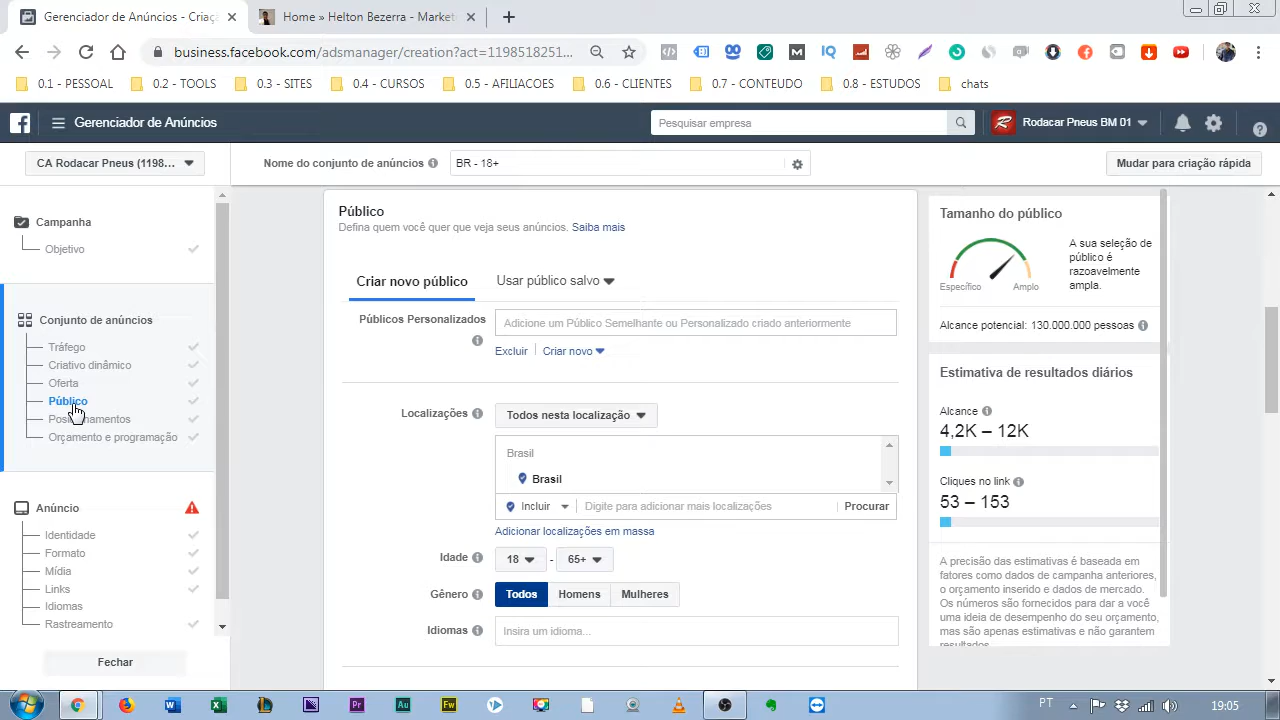 Gerenciador de Anúncios - Criaçã
Home » Helton Bezerra - Market
business.facebook.com/adsmanager/creation?act=1198518251...
0.1 - PESSOAL
0.2 - TOOLS
0.3 - SITES
0.4 - CURSOS
0.5 - AFILIACOES
0.6 - CLIENTES
0.7 - CONTEUDO
0.8 - ESTUDOS
chats
Gerenciador de Anúncios
Pesquisar empresa
Rodacar Pneus BM 01
CA Rodacar Pneus (1198...
Nome do conjunto de anúncios
BR - 18+
Mudar para criação rápida
Campanha
Objetivo
Conjunto de anúncios
Tráfego
Criativo dinâmico
Oferta
Público
Orçamento e programação
Anúncio
Identidade
Formato
Mídia
Links
Idiomas
Rastreamento
Fechar
Público
Defina quem você quer que veja seus anúncios. Saiba mais
Criar novo público
Usar público salvo
Públicos Personalizados
Adicione um Público Semelhante ou Personalizado criado anteriormente
Excluir
Criar novo
Localizações
Todos nesta localização
Brasil
Brasil
Incluir
Digite para adicionar mais localizações
Procurar
Adicionar localizações em massa
Idade
18 - 65+
Gênero
Todos
Homens
Mulheres
Idiomas
Insira um idioma...
Tamanho do público
Específico
Amplo
A sua seleção de
público é
razoavelmente
ampla.
Alcance potencial: 130.000.000 pessoas
Estimativa de resultados diários
Alcance
4,2K – 12K
Cliques no link
53 – 153
A precisão das estimativas é baseada em
fatores como dados de campanha anteriores,
o orçamento inserido e dados de mercado.
Os números são fornecidos para dar a você
uma ideia de desempenho do seu orçamento,
mas são apenas estimativas e não garantem
resultados.
PT
19:05